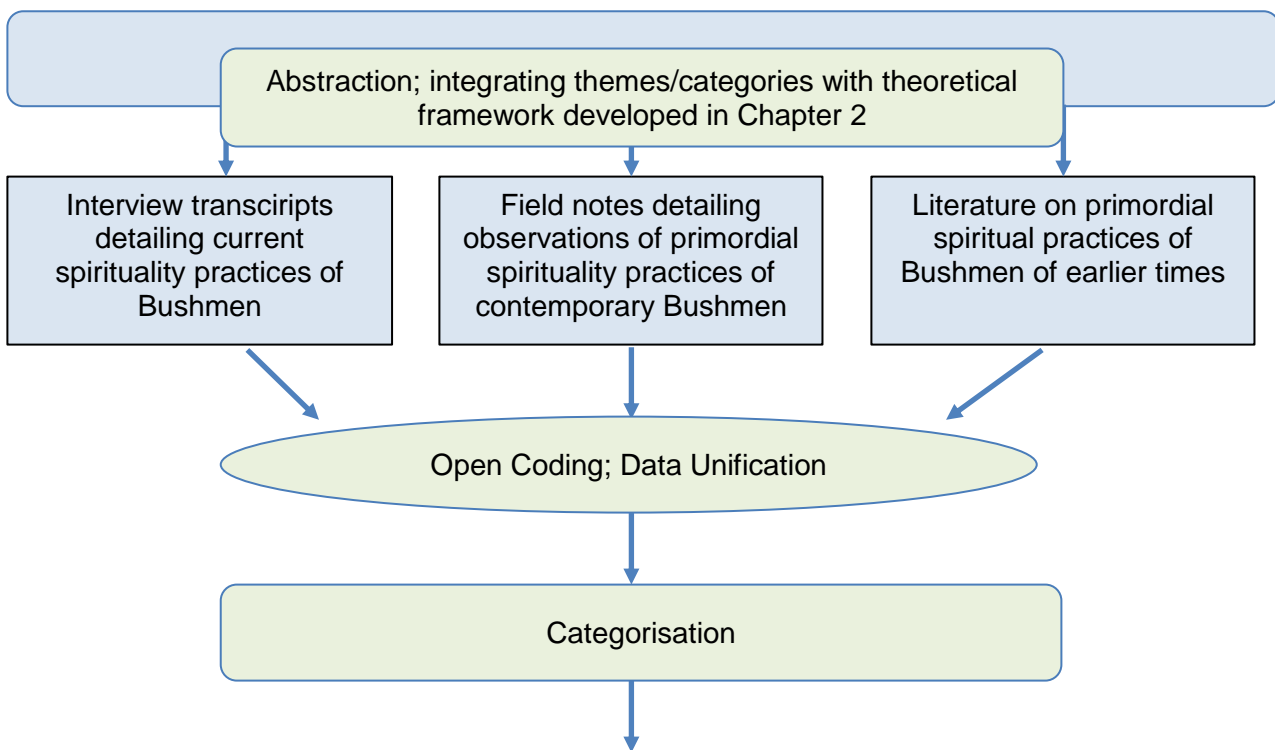 Abstraction; integrating themes/categories with theoretical
framework developed in Chapter 2
Interview transciripts
detailing current
spirituality practices of
Bushmen
Field notes detailing
observations of primordial
spirituality practices of
contemporary Bushmen
Literature on primordial
spiritual practices of
Bushmen of earlier times
Open Coding; Data Unification
Categorisation